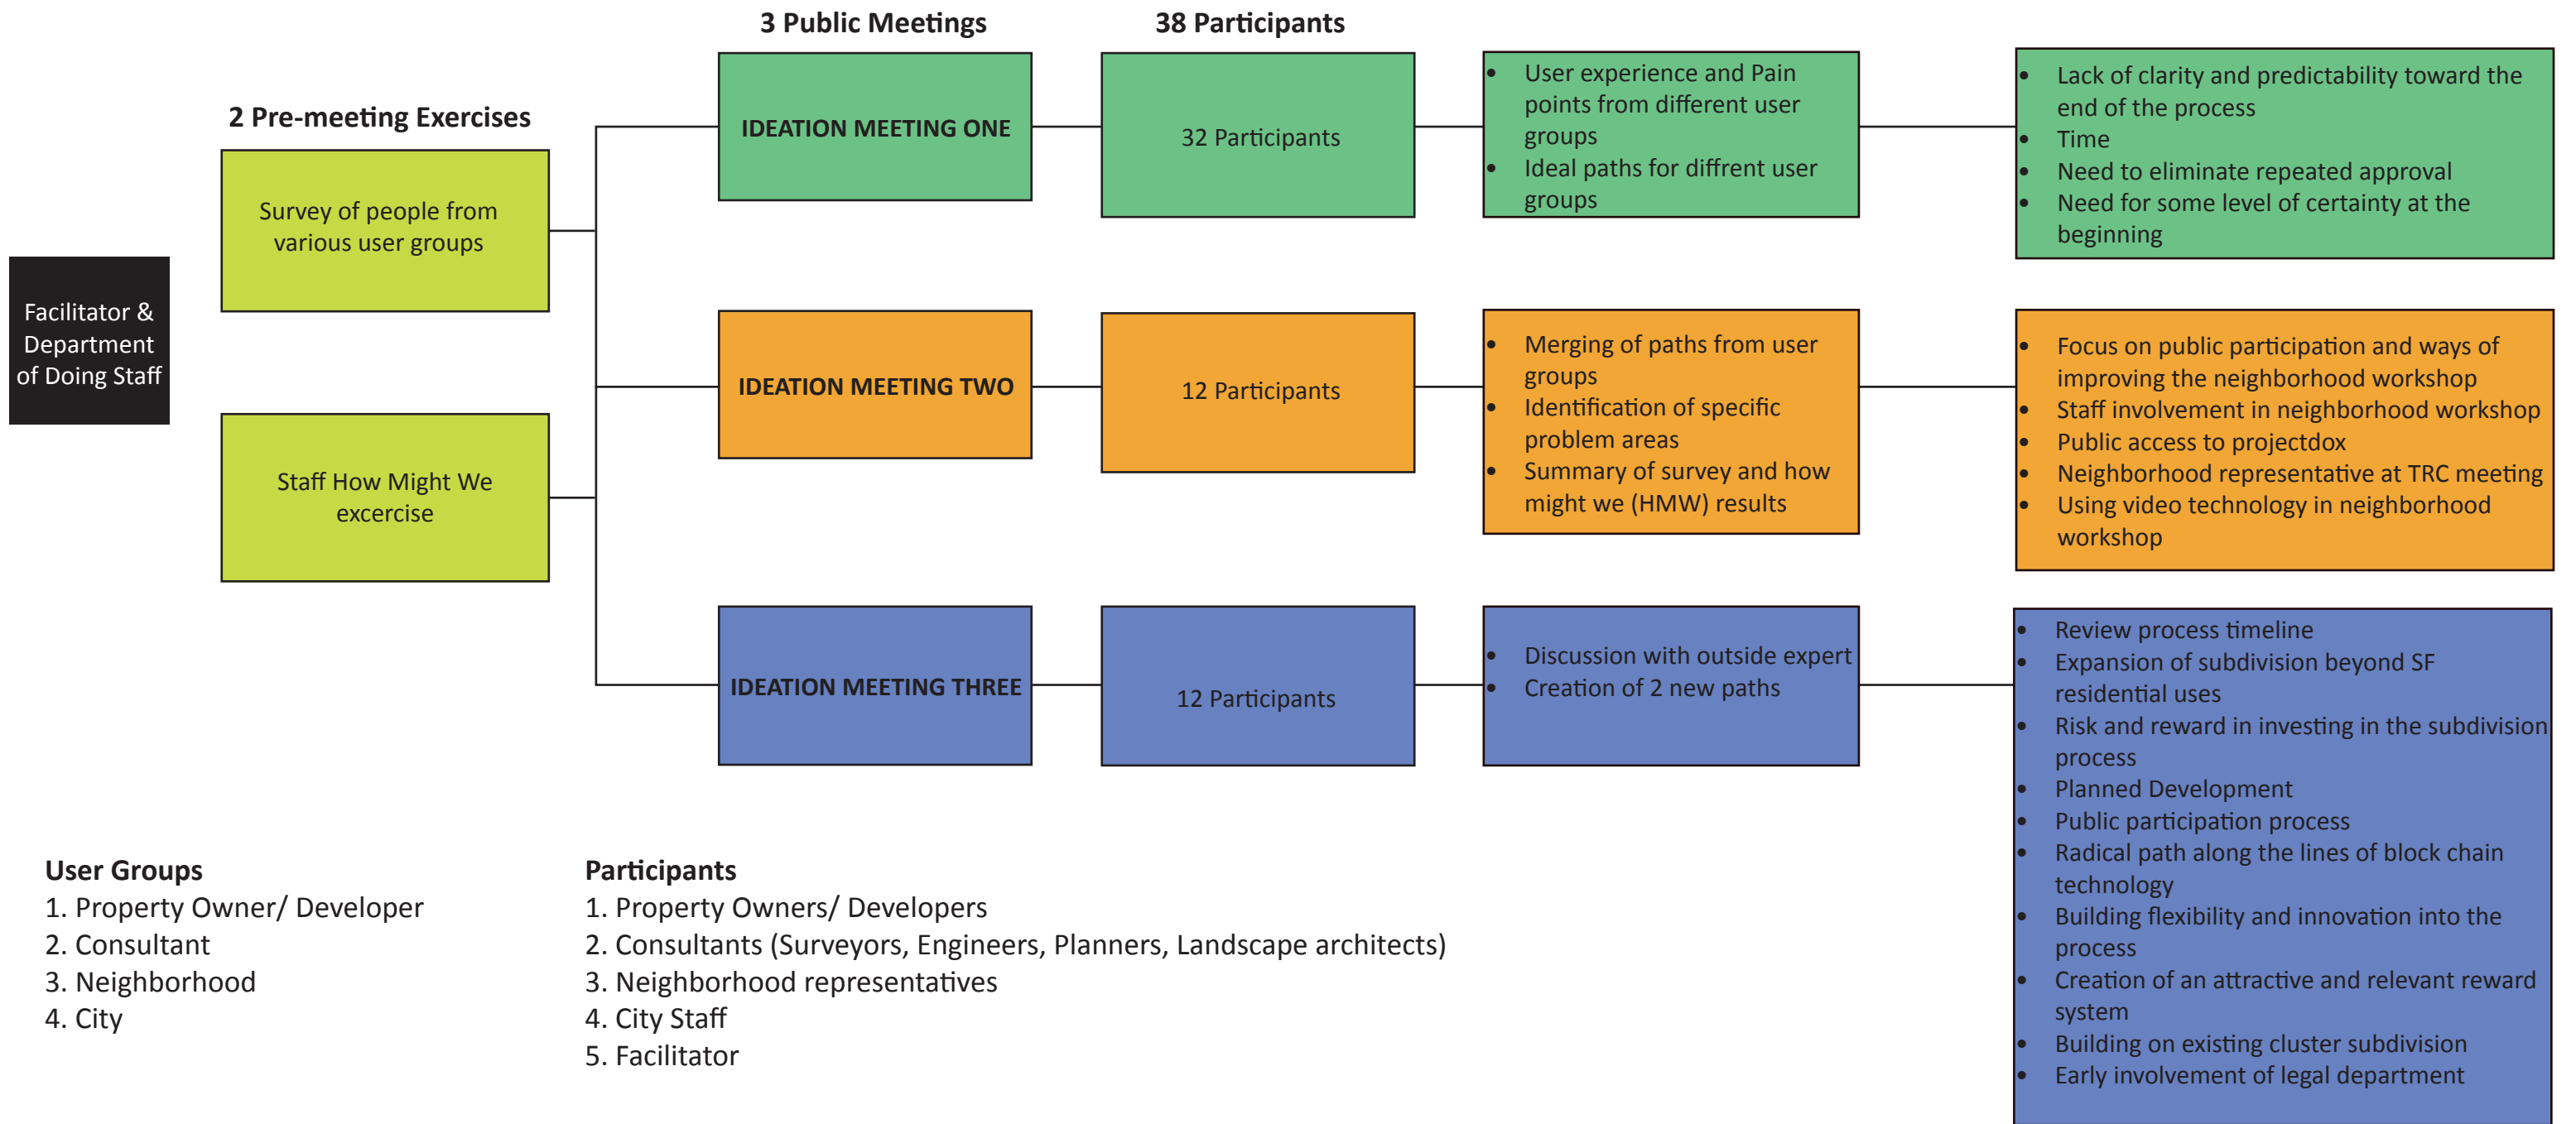 3 Public Meetings
38 Participants
2 Pre-meeting Exercises
Facilitator &
Department
of Doing Staff
Survey of people from
various user groups
Staff How Might We
excercise
IDEATION MEETING ONE
32 Participants
• User experience and Pain
points from different user
groups
• Ideal paths for diffrent user
groups
• Lack of clarity and predictability toward the
end of the process
• Time
• Need to eliminate repeated approval
• Need for some level of certainty at the
beginning
IDEATION MEETING TWO
12 Participants
• Merging of paths from user
groups
• Identification of specific
problem areas
• Summary of survey and how
might we (HMW) results
• Focus on public participation and ways of
improving the neighborhood workshop
• Staff involvement in neighborhood workshop
• Public access to projectdox
• Neighborhood representative at TRC meeting
• Using video technology in neighborhood
workshop
IDEATION MEETING THREE
12 Participants
• Discussion with outside expert
• Creation of 2 new paths
• Review process timeline
• Expansion of subdivision beyond SF
residential uses
• Risk and reward in investing in the subdivision
process
• Planned Development
• Public participation process
• Radical path along the lines of block chain
technology
• Building flexibility and innovation into the
process
• Creation of an attractive and relevant reward
system
• Building on existing cluster subdivision
• Early involvement of legal department
User Groups
1. Property Owner/ Developer
2. Consultant
3. Neighborhood
4. City
Participants
1. Property Owners/ Developers
2. Consultants (Surveyors, Engineers, Planners, Landscape architects)
3. Neighborhood representatives
4. City Staff
5. Facilitator